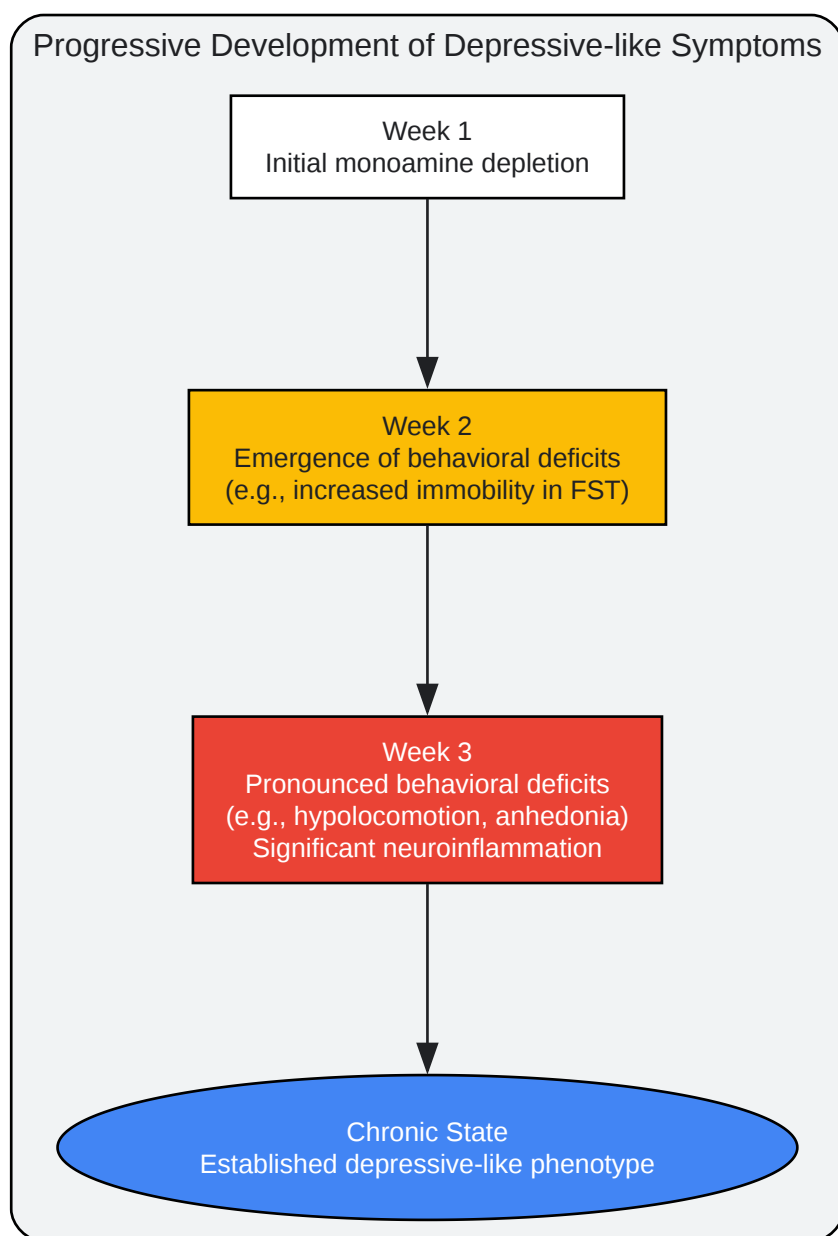 Progressive Development of Depressive-like Symptoms
Week 1
Initial monoamine depletion
Week 2
Emergence of behavioral deficits
(e.g., increased immobility in FST)
Week 3
Pronounced behavioral deficits
(e.g., hypolocomotion, anhedonia)
Significant neuroinflammation
Chronic State
Established depressive-like phenotype